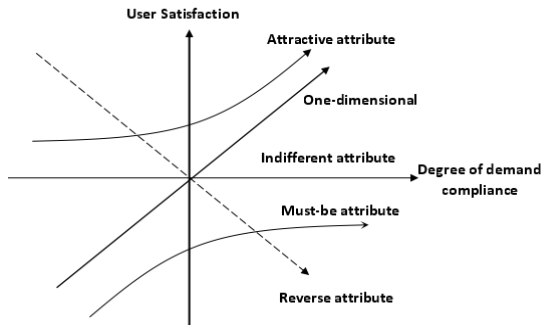 User Satisfaction
Attractive attribute
One-dimensional
Indifferent attribute
Degree of demand
compliance
Must-be attribute
Reverse attribute